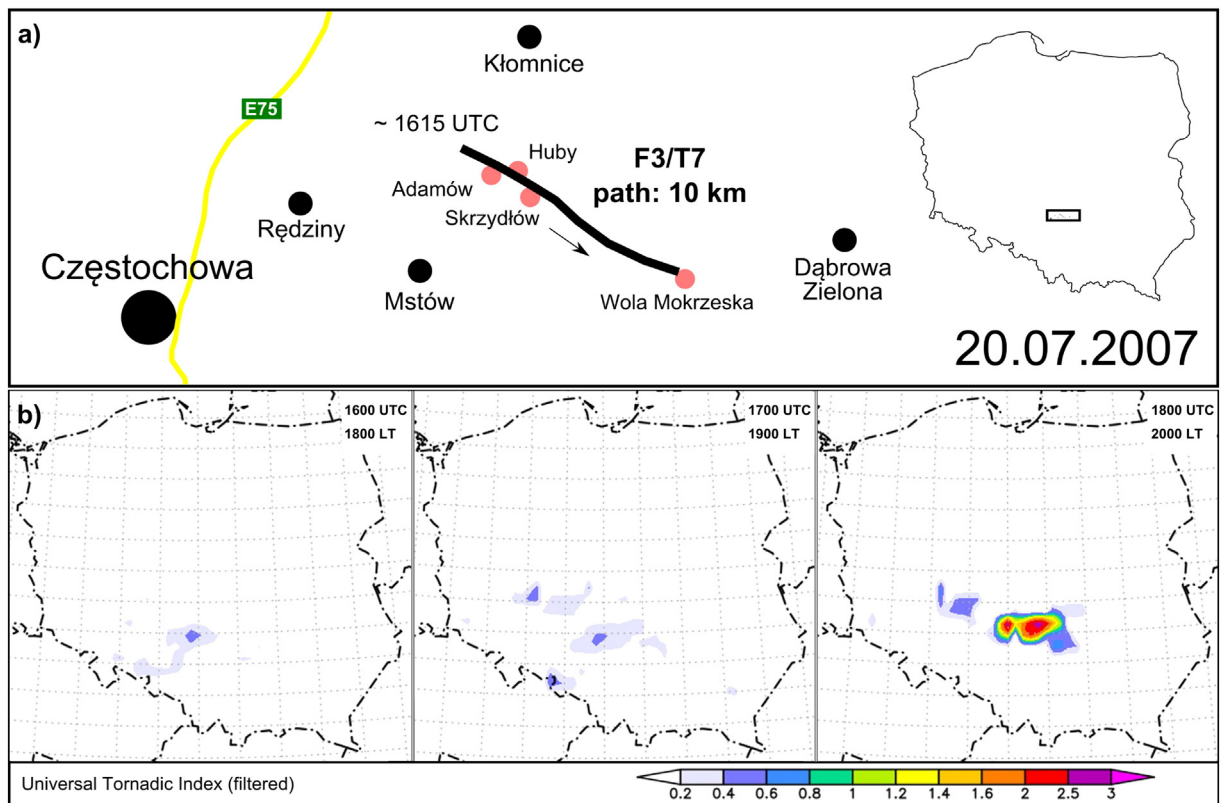 a)
Kłomnice
E75
~ 1615 UTC
Huby
F3/T7
path: 10 km
Adamów
Skrzydłów
Rędziny
Częstochowa
Mstów
Wola Mokrzeska
Dąbrowa
Zielona
20.07.2007
b)
1600 UTC
1800 LT
1700 UTC
1900 LT
1800 UTC
2000 LT
Universal Tornadic Index (filtered)
0.2 0.4 0.6 0.8 1 1.2 1.4 1.6 2 2.5 3